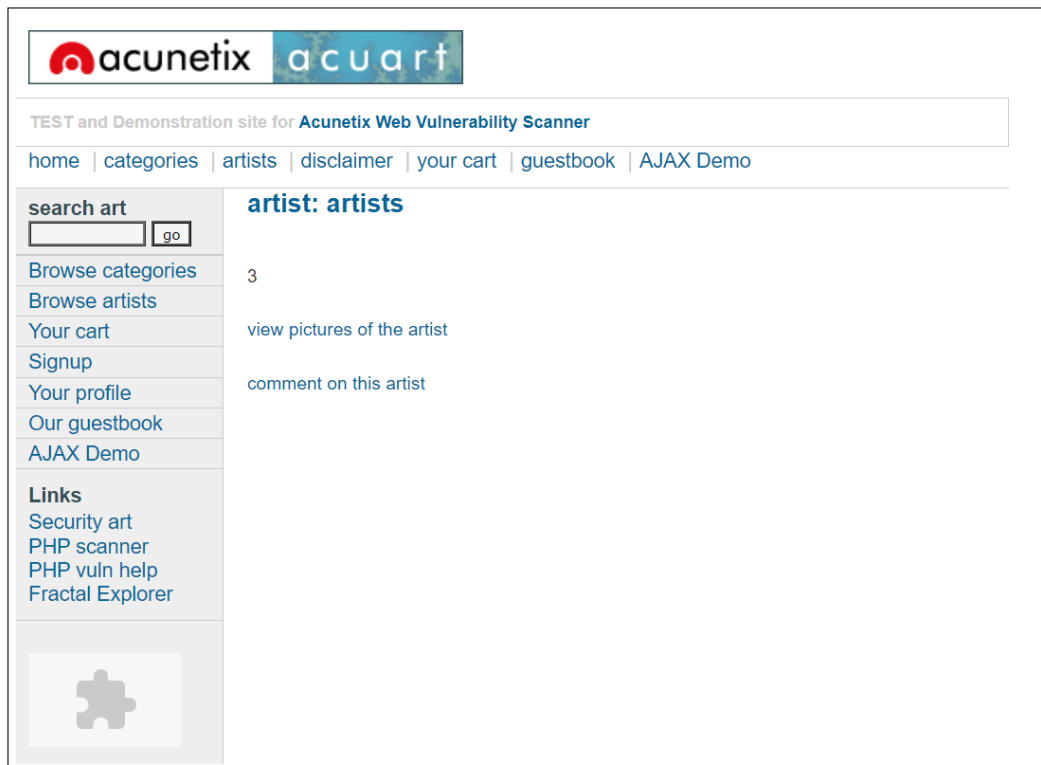 acunetix acuart
TEST and Demonstration site for Acunetix Web Vulnerability Scanner
home | categories | artists | disclaimer | your cart | guestbook | AJAX Demo
search art
go
Browse categories
Browse artists
Your cart
Signup
Your profile
Our guestbook
AJAX Demo
Links
Security art
PHP scanner
PHP vuln help
Fractal Explorer
artist: artists
3
view pictures of the artist
comment on this artist